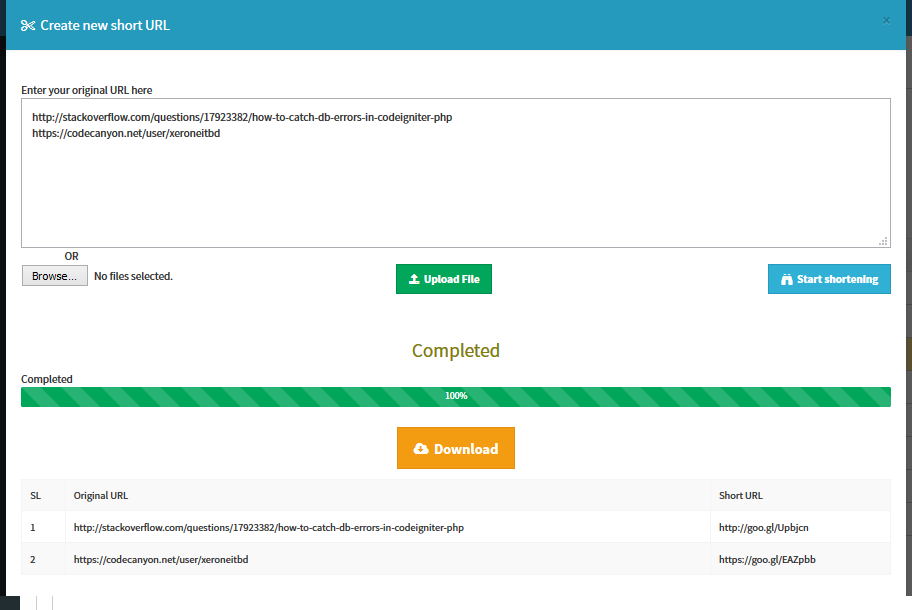 Create new short URL
×
Enter your original URL here
http://stackoverflow.com/questions/17923382/how-to-catch-db-errors-in-codeigniter-php
https://codecanyon.net/user/xeroneitbd
OR
Browse... No files selected. Upload File Start shortening
Completed
Completed
100%
Download
SL Original URL Short URL
1 http://stackoverflow.com/questions/17923382/how-to-catch-db-errors-in-codeigniter-php http://goo.gl/Upbjcn
2 https://codecanyon.net/user/xeroneitbd https://goo.gl/EAZpbb